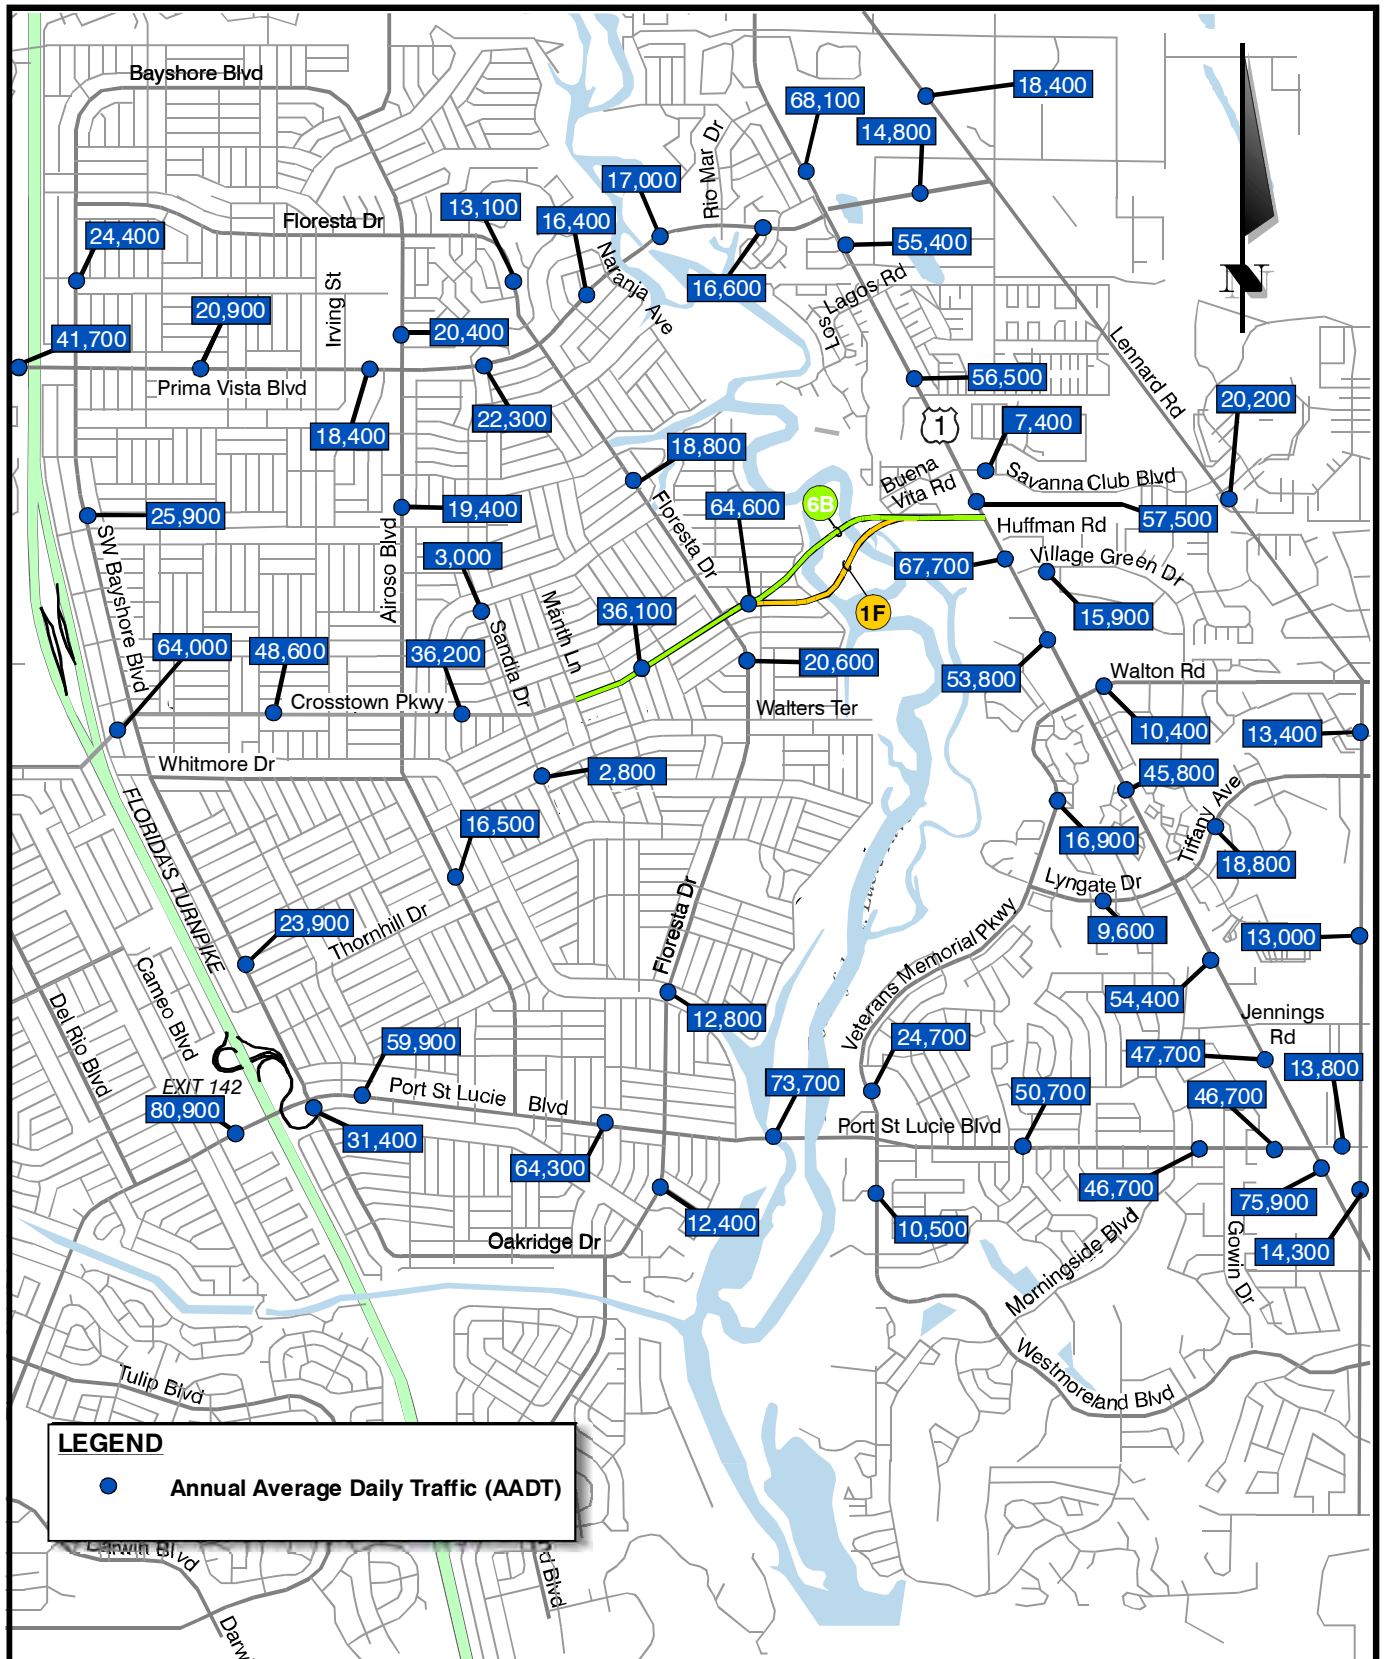 Bayshore Blvd
68,100
18,400
14,800
Rio Mar Dr
17,000
13,100
16,400
Floresta Dr
24,400
55,400
Naranja Ave
16,600
Los Lagos Rd
N
Irving St
20,900
41,700
20,400
Lennard Rd
Prima Vista Blvd
56,500
20,200
22,300
18,400
7,400
1
18,800
Buena
Vita Rd
Savanna Club Blvd
6B
64,600
19,400
25,900
57,500
Huffman Rd
Floresta Dr
SW Bayshore Blvd
Airoso Blvd
3,000
67,700
Village Green Dr
Manth Ln
36,100
1F
15,900
Sandia Dr
64,000
48,600
36,200
20,600
53,800
Walton Rd
Crosstown Pkwy
Walters Ter
10,400
13,400
Whitmore Dr
2,800
45,800
Tiffany Ave
FLORIDA'S TURNPIKE
16,500
16,900
18,800
Lyngate Dr
23,900
Thornhill Dr
Floresta Dr
9,600
13,000
Veterans Memorial Pkwy
Cameo Blvd
Del Rio Blvd
54,400
12,800
Jennings
Rd
59,900
24,700
47,700
13,800
EXIT 142
Port St Lucie Blvd
73,700
50,700
46,700
80,900
31,400
Port St Lucie Blvd
64,300
46,700
75,900
12,400
10,500
Oakridge Dr
Morningside Blvd
Gowin Dr
14,300
Westmoreland Blvd
Tulip Blvd
LEGEND
Annual Average Daily Traffic (AADT)
Darwin Blvd
d Blvd
Darw